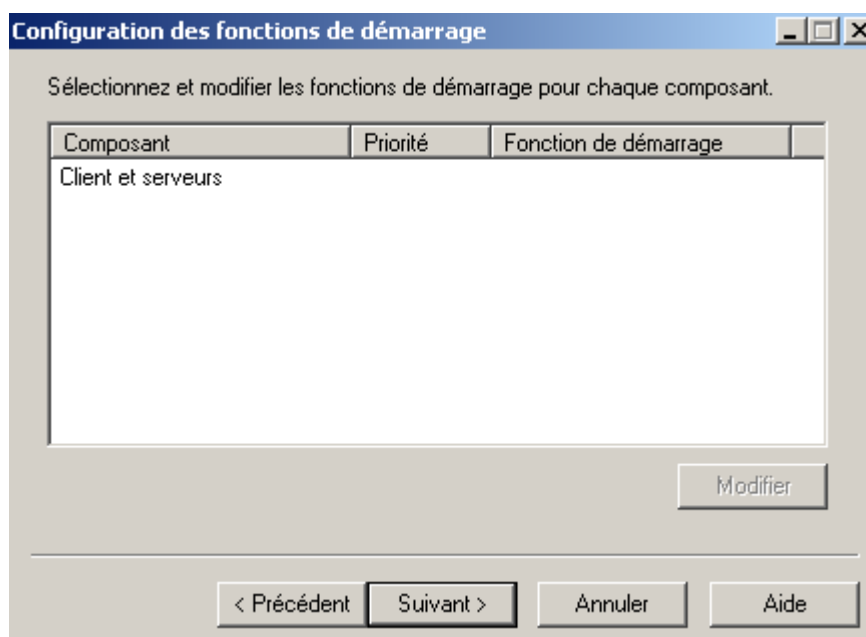 Configuration des fonctions de démarrage
Sélectionnez et modifier les fonctions de démarrage pour chaque composant.
Composant Priorité Fonction de démarrage
Client et serveurs
Modifier
< Précédent Suivant > Annuler Aide